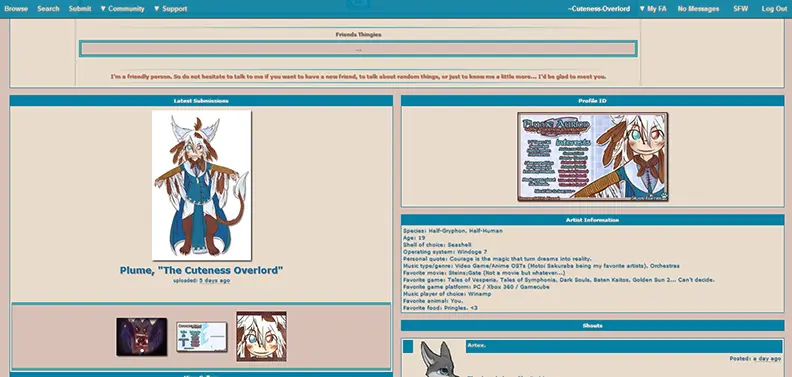 Browse Search Submit ▼ Community ▼ Support ~Cuteness-Overlord ▼ My FA No Messages SFW Log Out
Friends Thingies
...
I'm a friendly person. So do not hesitate to talk to me if you want to have a new friend, to talk about random things, or just to know me a little more... I'd be glad to meet you.
Latest Submissions
Plume, "The Cuteness Overlord"
uploaded: 5 days ago
Profile ID
Interests
Artist Information
Species: Half-Gryphon, Half-Human
Age: 19
Shell of choice: Seashell
Operating system: Windoge 7
Personal quote: Courage is the magic that turn dreams into reality.
Music type/genre: Video Game/Anime OSTs (Motoi Sakuraba being my favorite artists), Orchestras
Favorite movie: Steins;Gate (Not a movie but whatever...)
Favorite game: Tales of Vesperia, Tales of Symphonia, Dark Souls, Baten Kaitos, Golden Sun 2... Can't decide.
Favorite game platform: PC / Xbox 360 / Gamecube
Music player of choice: Winamp
Favorite animal: You.
Favorite food: Pringles. <3
Shouts
Posted: a day ago